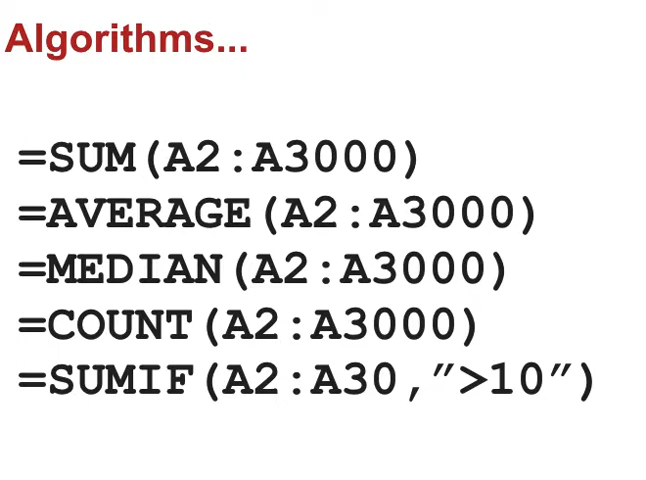 Algorithms...
=SUM(A2:A3000)
=AVERAGE(A2:A3000)
=MEDIAN(A2:A3000)
=COUNT(A2:A3000)
=SUMIF(A2:A30,”>10”)